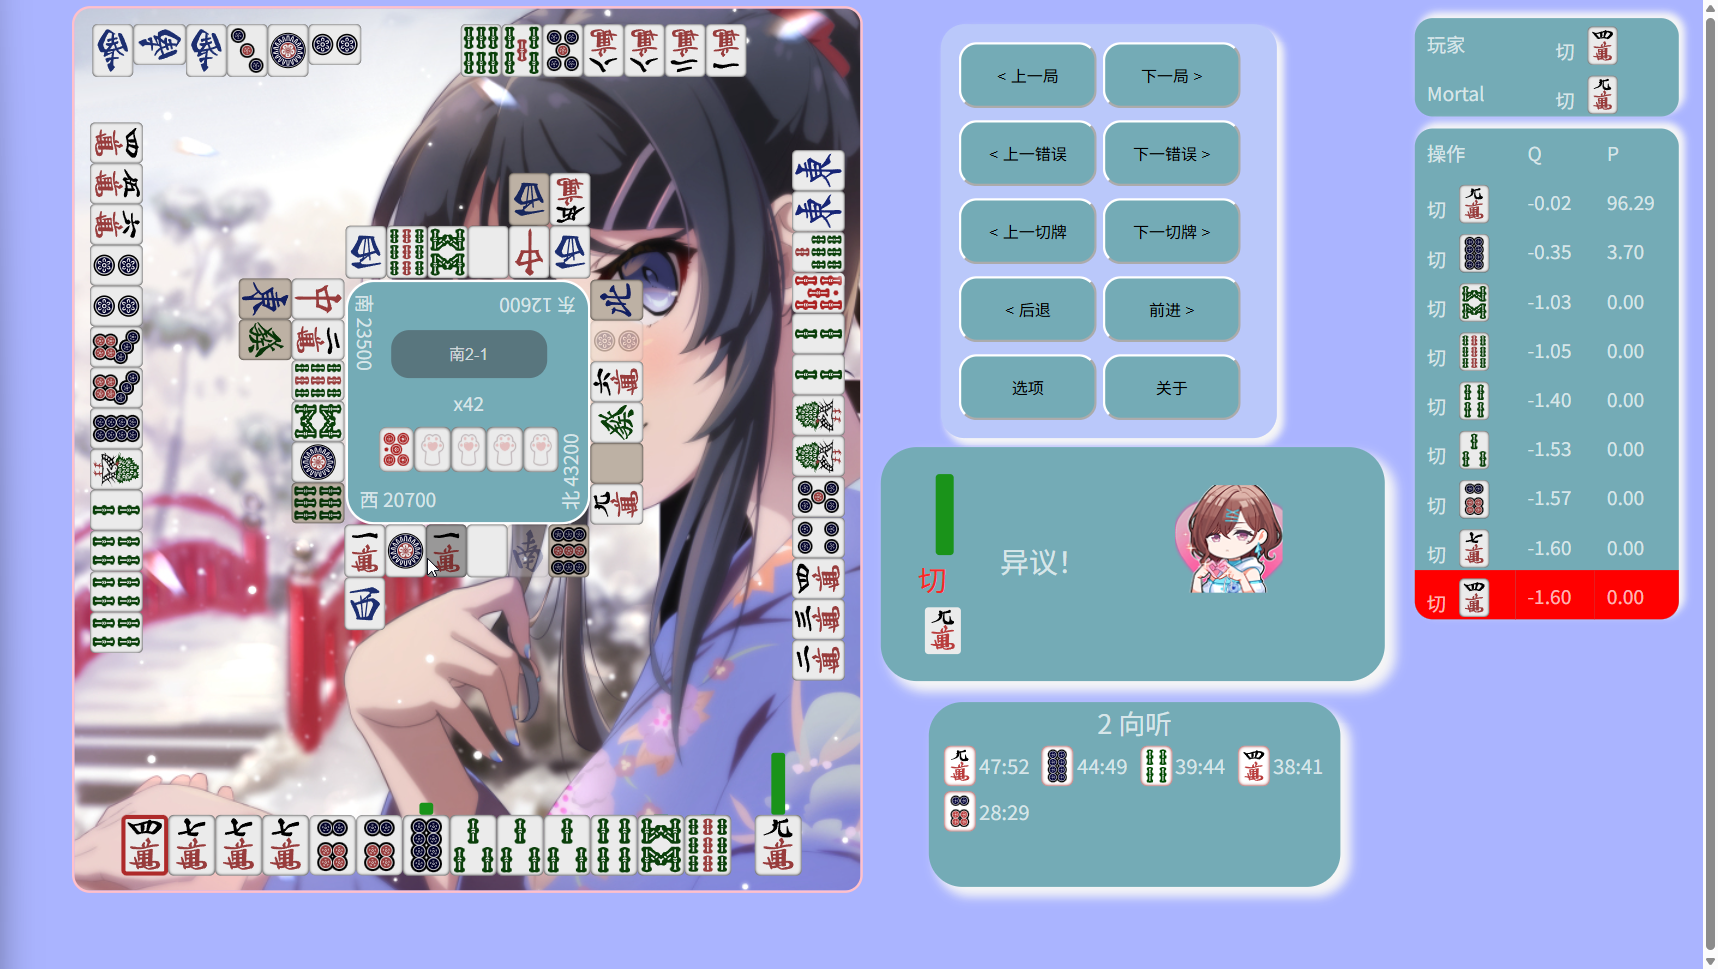 南 23500
东 12600
南2-1
x42
西 20700
北 43200
< 上一局
下一局 >
< 上一错误
下一错误 >
< 上一切牌
下一切牌 >
< 后退
前进 >
选项
关于
切
异议！
2 向听
47:52
44:49
39:44
38:41
28:29
玩家 切
Mortal 切
操作 Q P
切 -0.02 96.29
切 -0.35 3.70
切 -1.03 0.00
切 -1.05 0.00
切 -1.40 0.00
切 -1.53 0.00
切 -1.57 0.00
切 -1.60 0.00
切 -1.60 0.00